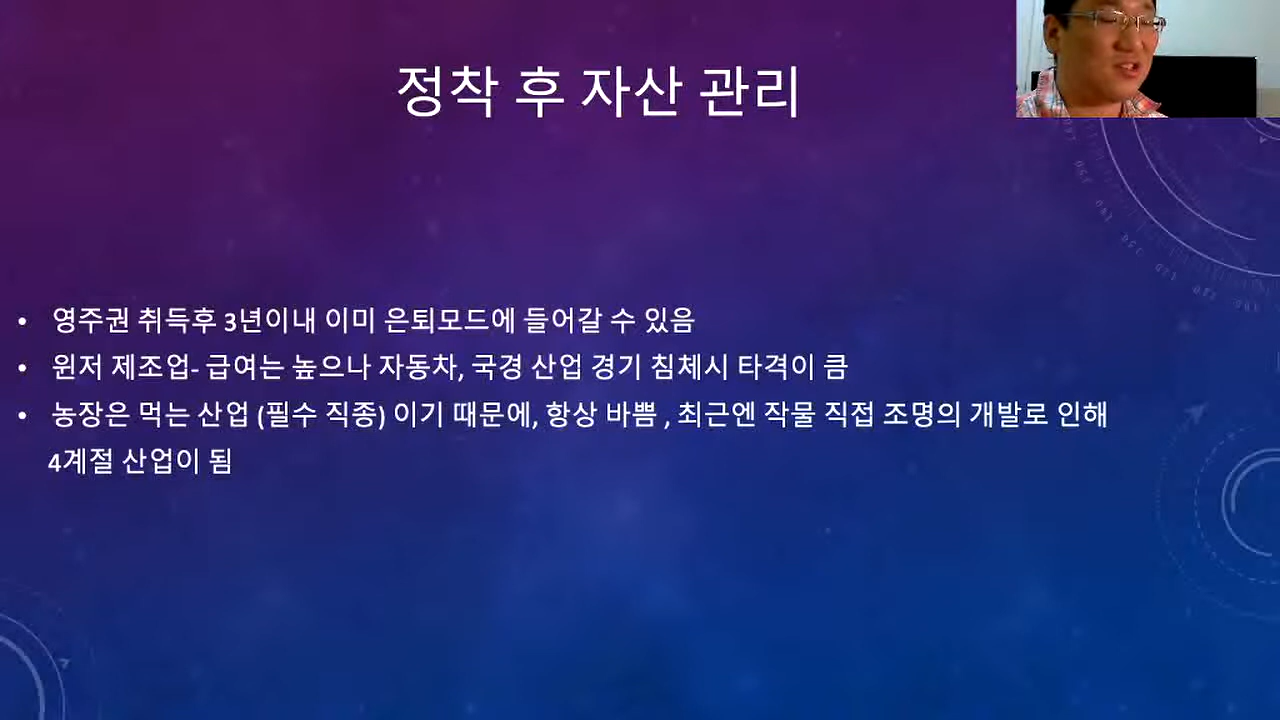 정착 후 자산 관리
• 영주권 취득후 3년이내 이미 은퇴모드에 들어갈 수 있음
• 윈저 제조업- 급여는 높으나 자동차, 국경 산업 경기 침체시 타격이 큼
• 농장은 먹는 산업 (필수 직종) 이기 때문에, 항상 바쁨 , 최근엔 작물 직접 조명의 개발로 인해
4계절 산업이 됨